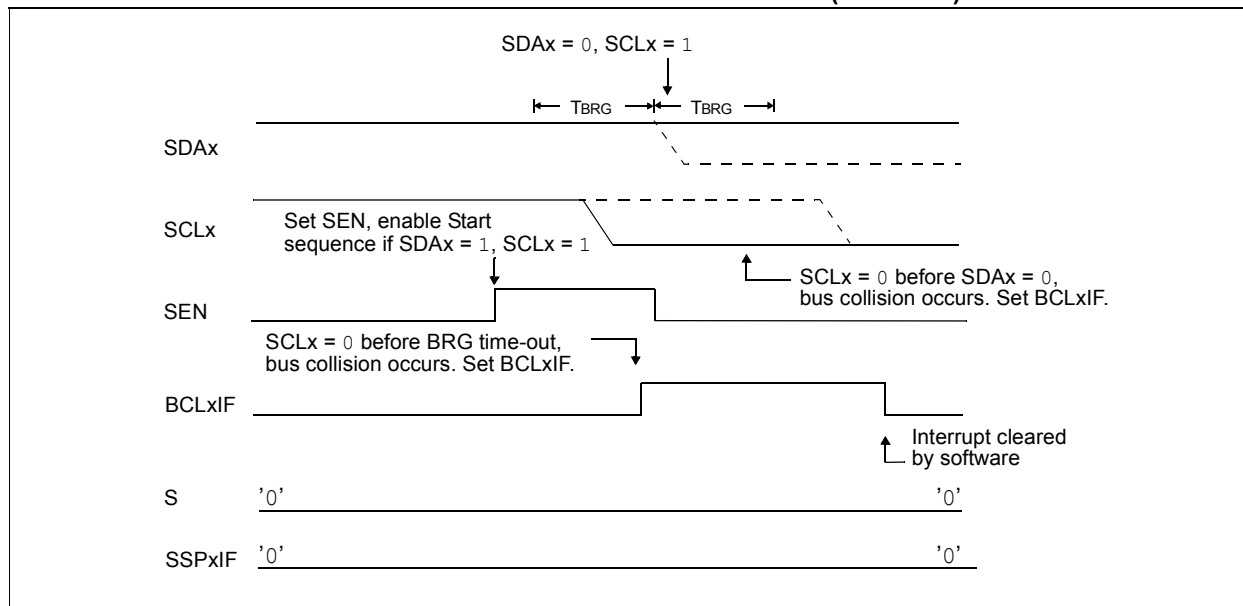 SDAx = 0, SCLx = 1
TBRG TBRG
SDAx
SCLx
Set SEN, enable Start
sequence if SDAx = 1, SCLx = 1
SCLx = 0 before SDAx = 0,
bus collision occurs. Set BCLxIF.
SEN
SCLx = 0 before BRG time-out,
bus collision occurs. Set BCLxIF.
BCLxIF
Interrupt cleared
by software
S '0' '0'
SSPxIF '0' '0'